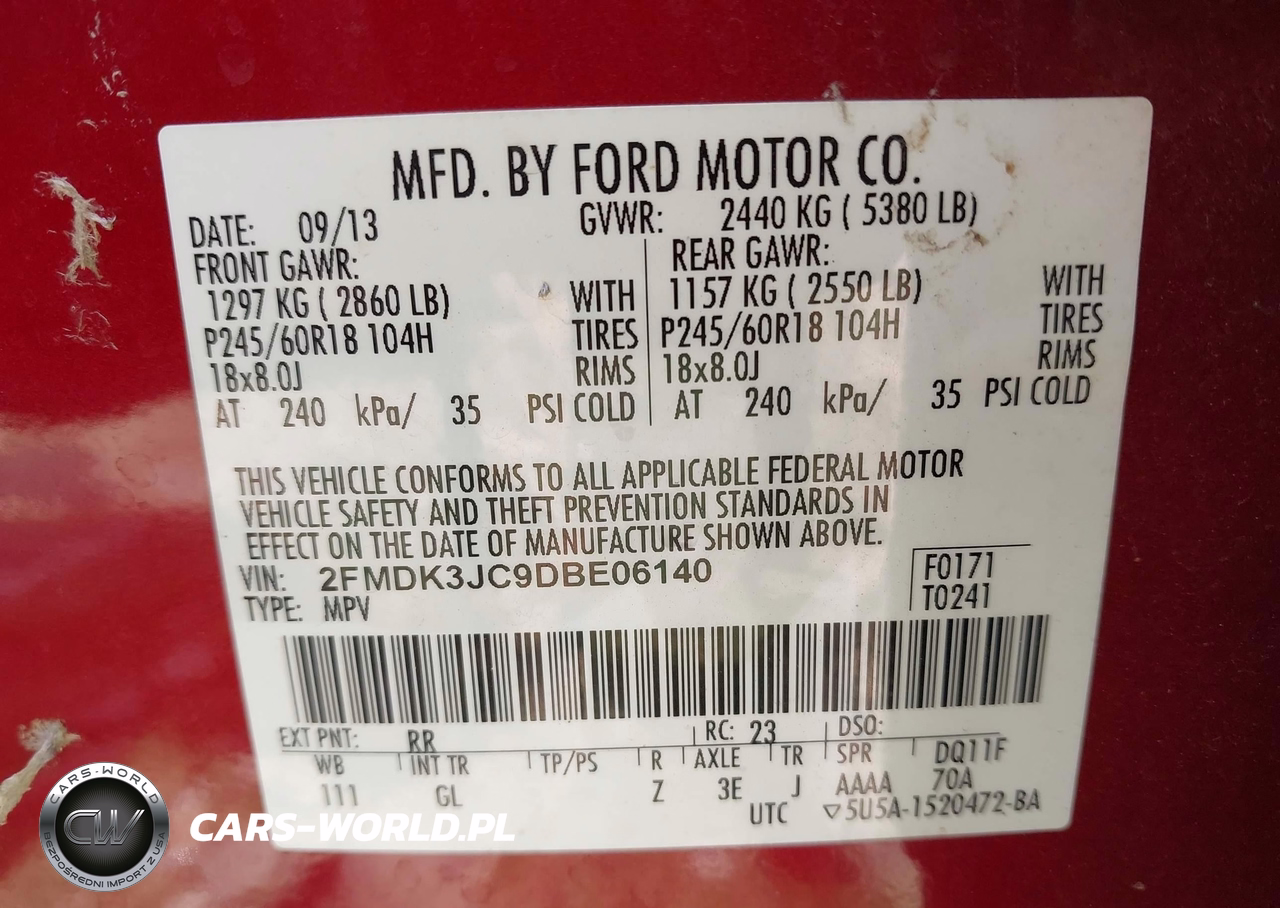 MFD. BY FORD MOTOR CO.
DATE: 09/13 GVWR: 2440 KG ( 5380 LB)
FRONT GAWR: REAR GAWR:
1297 KG ( 2860 LB) WITH 1157 KG ( 2550 LB) WITH
P245/60R18 104H TIRES P245/60R18 104H TIRES
18x8.0J RIMS 18x8.0J RIMS
AT 240 kPa/ 35 PSI COLD AT 240 kPa/ 35 PSI COLD
THIS VEHICLE CONFORMS TO ALL APPLICABLE FEDERAL MOTOR
VEHICLE SAFETY AND THEFT PREVENTION STANDARDS IN
EFFECT ON THE DATE OF MANUFACTURE SHOWN ABOVE.
VIN: 2FMDK3JC9DBE06140 F0171
TYPE: MPV T0241
EXT PNT: RR RC: 23 DSO:
WB INT TR TP/PS R AXLE TR SPR DQ11F
111 GL Z 3E J AAAA 70A
UTC ▽5U5A-1520472-BA
CARS-WORLD
CW
BEZPOŚREDNI IMPORT Z USA
CARS-WORLD.PL